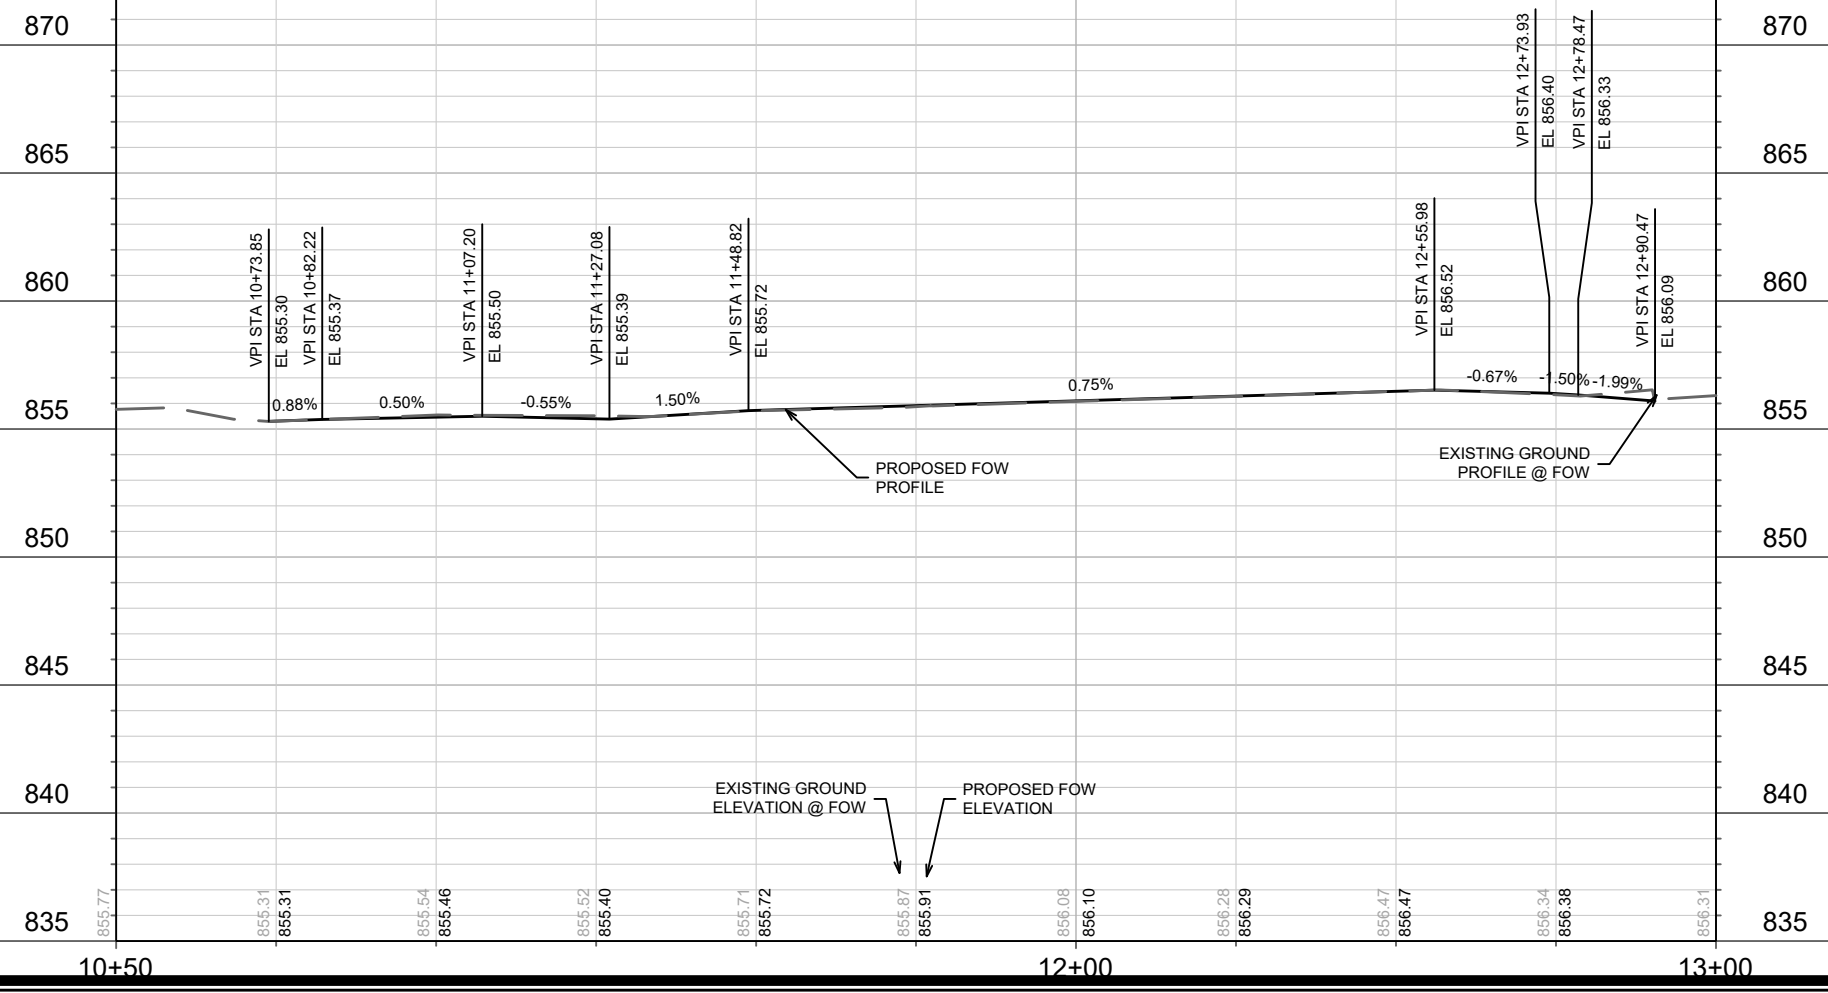 870
865
860
855
850
845
840
835
870
865
860
855
850
845
840
835
VPI STA 10+73.85
EL 855.30
VPI STA 10+82.22
EL 855.37
VPI STA 11+07.20
EL 855.50
VPI STA 11+27.08
EL 855.39
VPI STA 11+48.82
EL 855.72
VPI STA 12+55.98
EL 856.52
VPI STA 12+73.93
EL 856.40
VPI STA 12+78.47
EL 856.33
VPI STA 12+90.47
EL 856.09
0.88%
0.50%
-0.55%
1.50%
0.75%
-0.67%
-1.50%
-1.99%
PROPOSED FOW
PROFILE
EXISTING GROUND
PROFILE @ FOW
EXISTING GROUND
ELEVATION @ FOW
PROPOSED FOW
ELEVATION
855.77
855.31
855.31
855.54
855.46
855.52
855.40
855.71
855.72
855.87
855.91
856.08
856.10
856.28
856.29
856.47
856.47
856.34
856.38
856.31
10+50
12+00
13+00